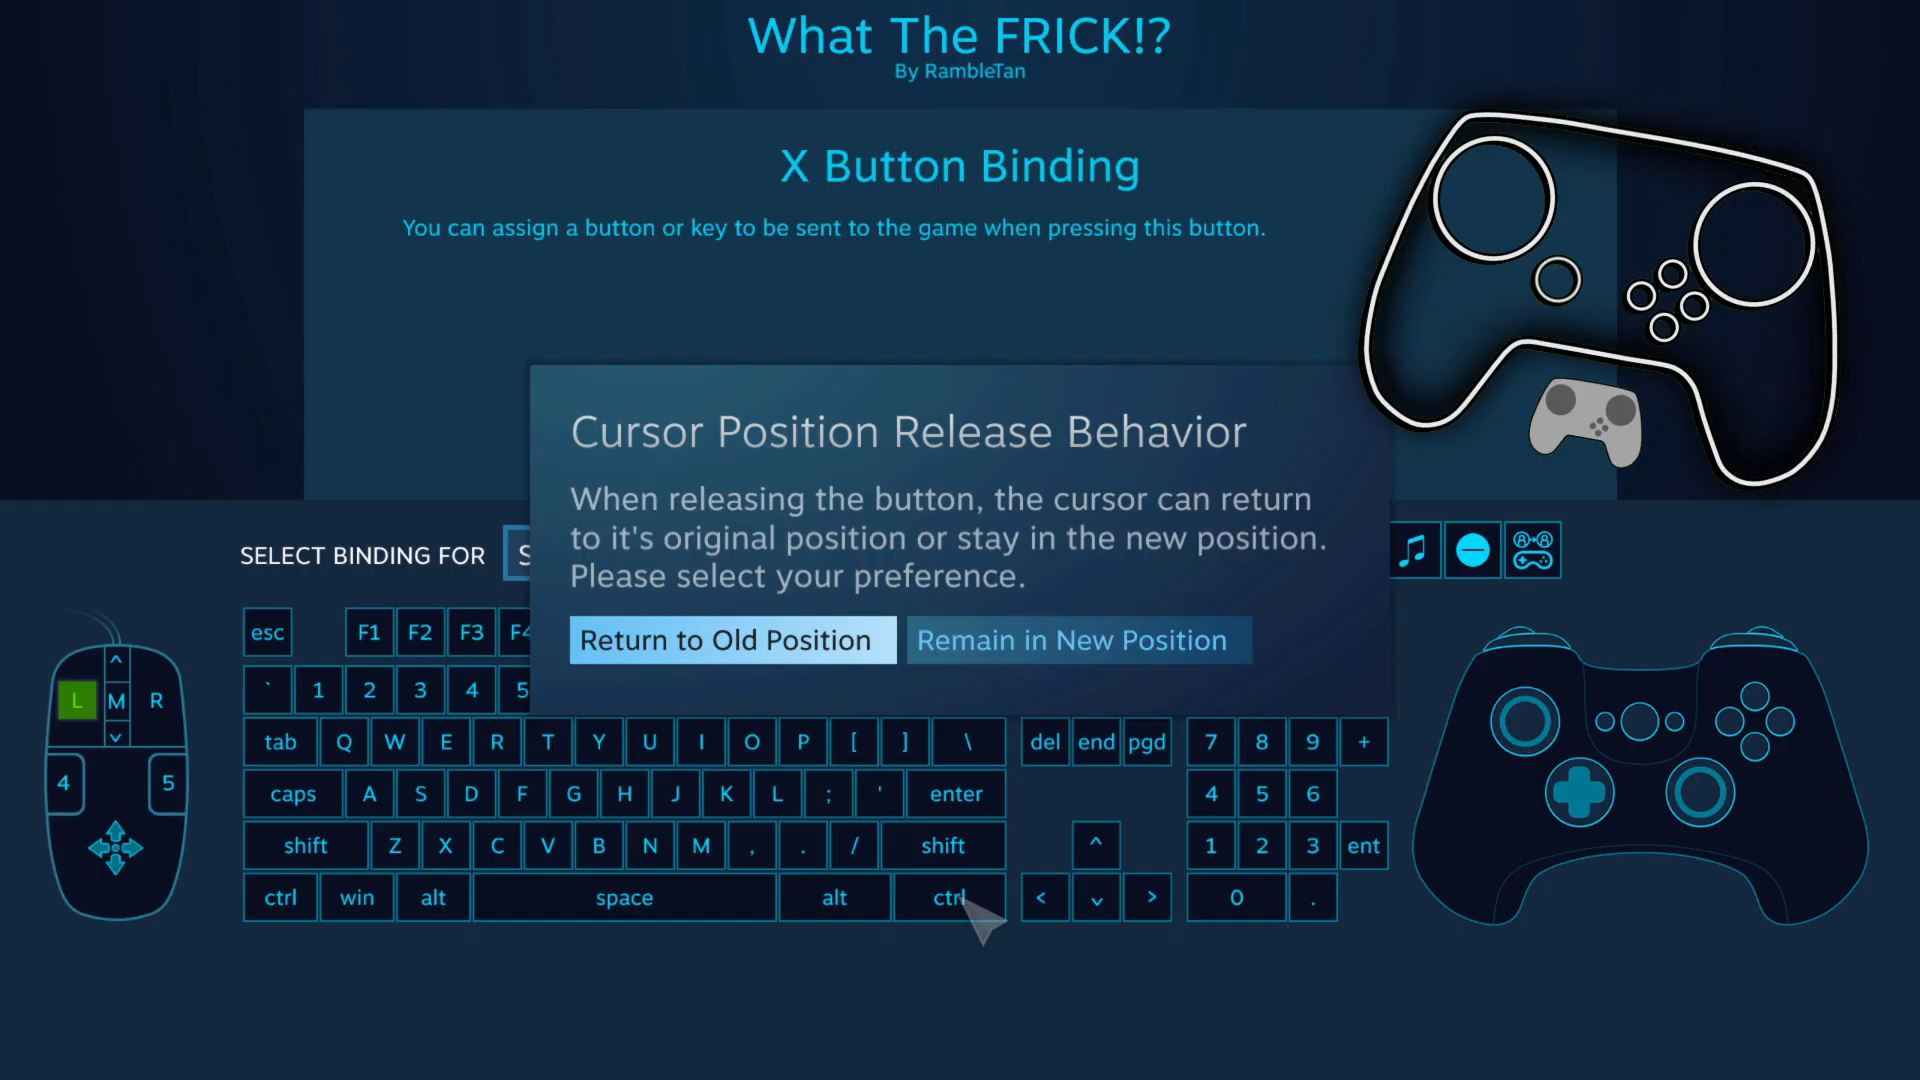 What The FRICK!?
By RambleTan
X Button Binding
You can assign a button or key to be sent to the game when pressing this button.
Cursor Position Release Behavior
When releasing the button, the cursor can return
to it's original position or stay in the new position.
Please select your preference.
Return to Old Position Remain in New Position
SELECT BINDING FOR S
esc F1 F2 F3 F4
` 1 2 3 4 5
tab Q W E R T Y U I O P [ ] \ del end pgd 7 8 9 +
caps A S D F G H J K L ; ' enter 4 5 6
shift Z X C V B N M , . / shift ^ 1 2 3 ent
ctrl win alt space alt ctrl < v > 0 .
^
L M R
v
4 5